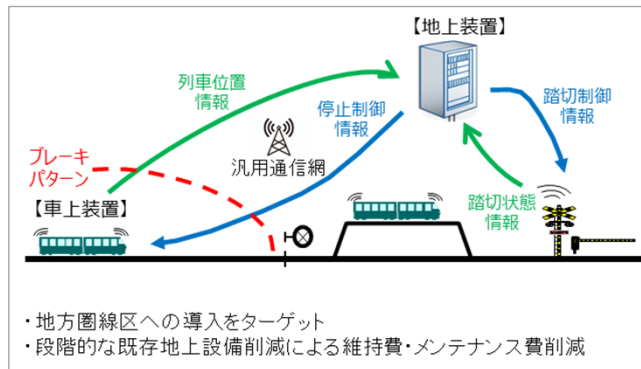 【地上装置】
列車位置
情報
停止制御
情報
踏切制御
情報
汎用通信網
ブレーキ
パターン
【車上装置】
踏切状態
情報
・地方圏線区への導入をターゲット
・段階的な既存地上設備削減による維持費・メンテナンス費削減